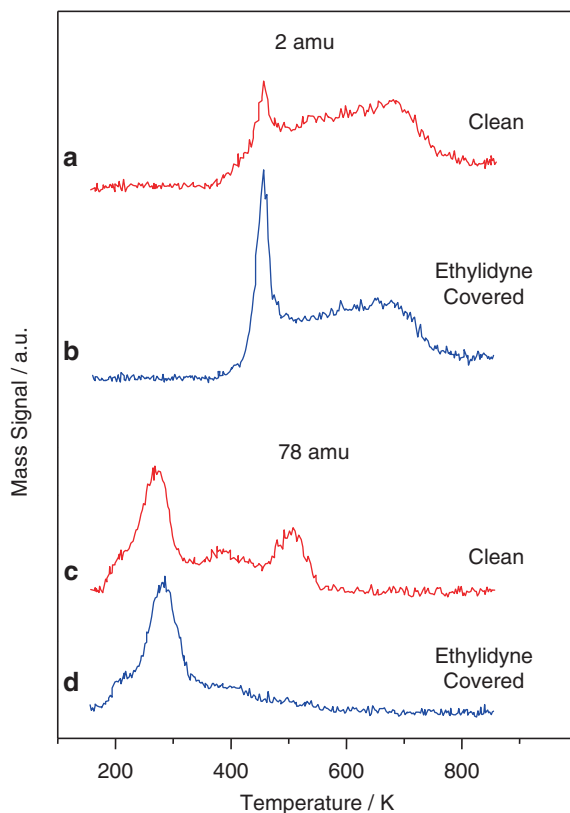 2 amu
Clean
a
Ethylidyne
Covered
b
78 amu
Clean
c
Ethylidyne
Covered
d
Mass Signal / a.u.
200 400 600 800
Temperature / K